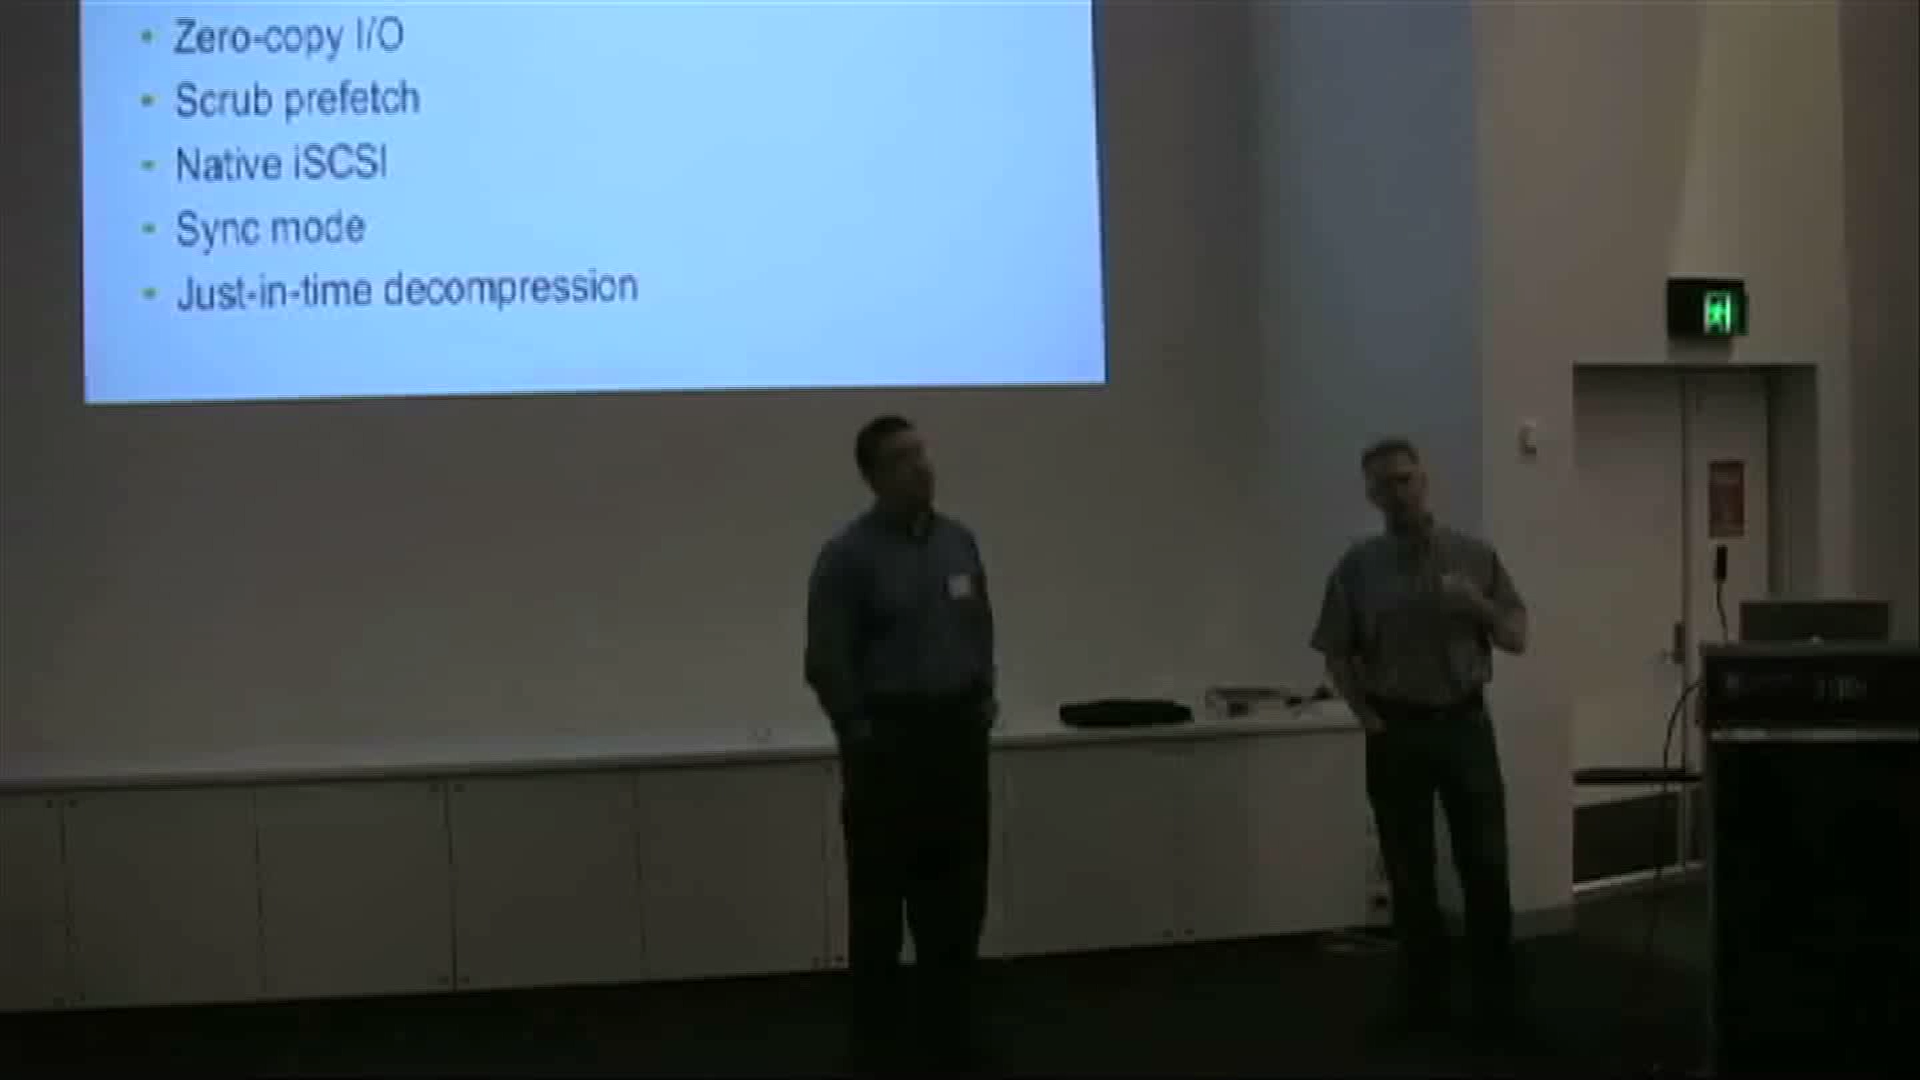 Zero-copy I/O
Scrub prefetch
Native iSCSI
Sync mode
Just-in-time decompression